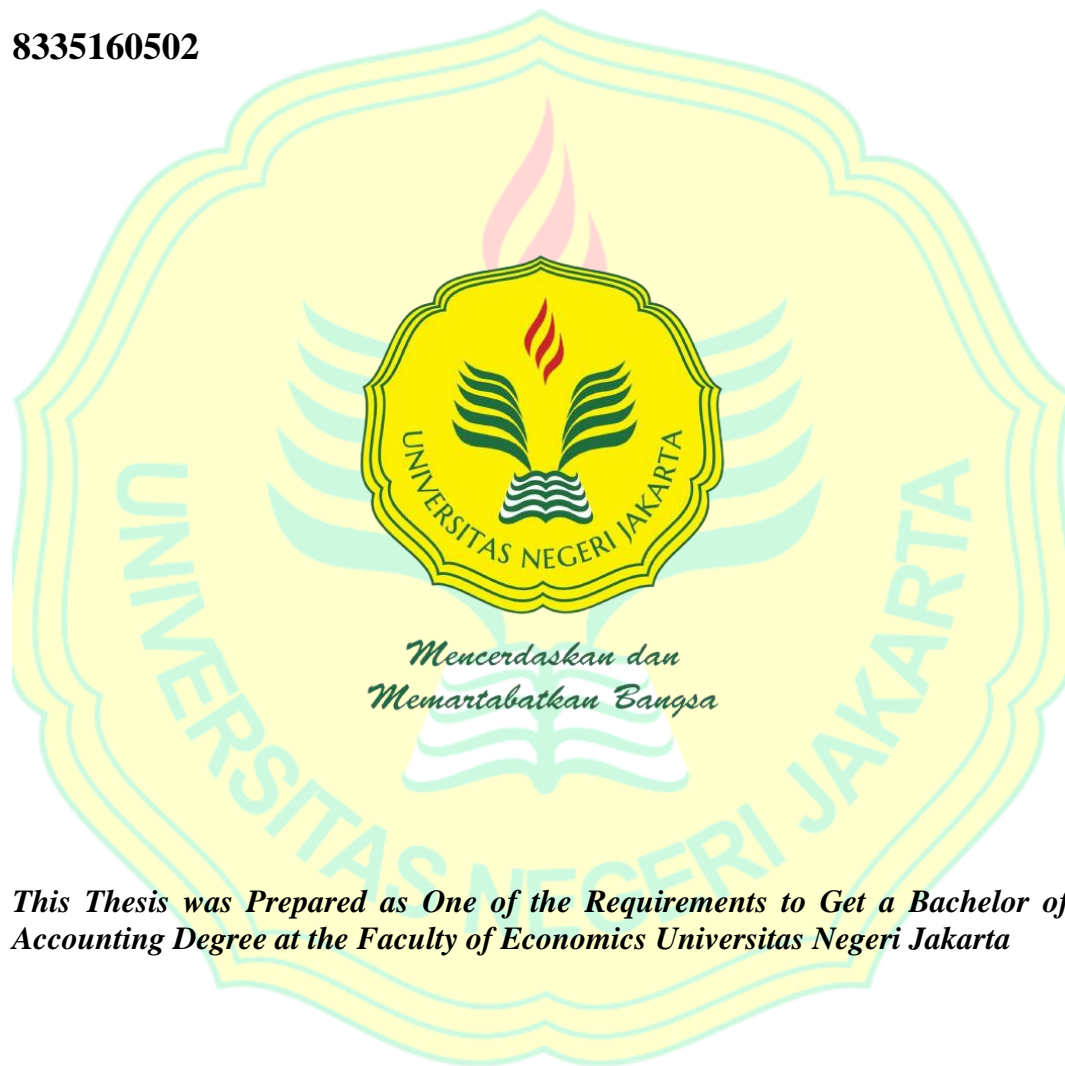 8335160502
UNIVERSITAS NEGERI JAKARTA
UNIVERSITAS NEGERI JAKARTA
Mencerdaskan dan
Memartabatkan Bangsa
This Thesis was Prepared as One of the Requirements to Get a Bachelor of
Accounting Degree at the Faculty of Economics Universitas Negeri Jakarta